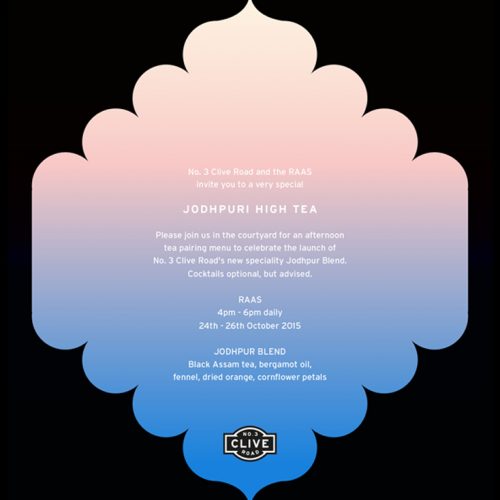 No. 3 Clive Road and the RAAS
invite you to a very special
JODHPURI HIGH TEA
Please join us in the courtyard for an afternoon
tea pairing menu to celebrate the launch of
No. 3 Clive Road's new speciality Jodhpur Blend.
Cocktails optional, but advised.
RAAS
4pm - 6pm daily
24th - 26th October 2015
JODHPUR BLEND
Black Assam tea, bergamot oil,
fennel, dried orange, cornflower petals
NO. 3
CLIVE
ROAD